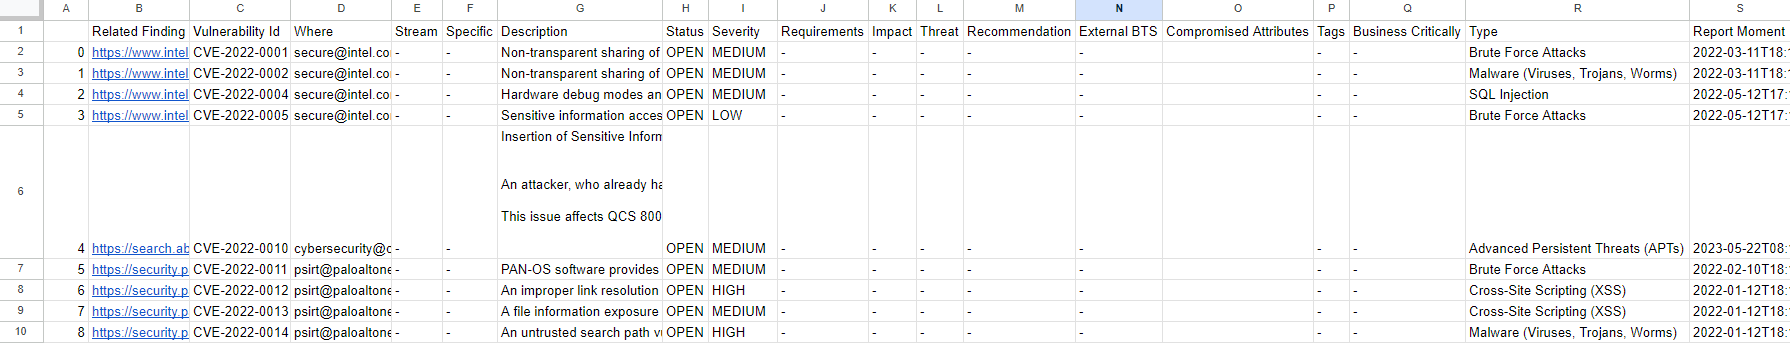 A B C D E F G H I J K L M N O P Q R S
1 Related Finding Vulnerability Id Where Stream Specific Description Status Severity Requirements Impact Threat Recommendation External BTS Compromised Attributes Tags Business Critically Type Report Moment
2 0 https://www.intel CVE-2022-0001 secure@intel.co - - Non-transparent sharing of OPEN MEDIUM - - - - - - - Brute Force Attacks 2022-03-11T18:
3 1 https://www.intel CVE-2022-0002 secure@intel.co - - Non-transparent sharing of OPEN MEDIUM - - - - - - - Malware (Viruses, Trojans, Worms) 2022-03-11T18:
4 2 https://www.intel CVE-2022-0004 secure@intel.co - - Hardware debug modes an OPEN MEDIUM - - - - - - - SQL Injection 2022-05-12T17:
5 3 https://www.intel CVE-2022-0005 secure@intel.co - - Sensitive information acces OPEN LOW - - - - - - - Brute Force Attacks 2022-05-12T17:
Insertion of Sensitive Inform
An attacker, who already ha
6
This issue affects QCS 800
4 https://search.ab CVE-2022-0010 cybersecurity@c - - OPEN MEDIUM - - - - - - - Advanced Persistent Threats (APTs) 2023-05-22T08:
7 5 https://security.p CVE-2022-0011 psirt@paloaltone - - PAN-OS software provides OPEN MEDIUM - - - - - - - Brute Force Attacks 2022-02-10T18:
8 6 https://security.p CVE-2022-0012 psirt@paloaltone - - An improper link resolution OPEN HIGH - - - - - - - Cross-Site Scripting (XSS) 2022-01-12T18:
9 7 https://security.p CVE-2022-0013 psirt@paloaltone - - A file information exposure OPEN MEDIUM - - - - - - - Cross-Site Scripting (XSS) 2022-01-12T18:
10 8 https://security.p CVE-2022-0014 psirt@paloaltone - - An untrusted search path v OPEN HIGH - - - - - - - Malware (Viruses, Trojans, Worms) 2022-01-12T18: